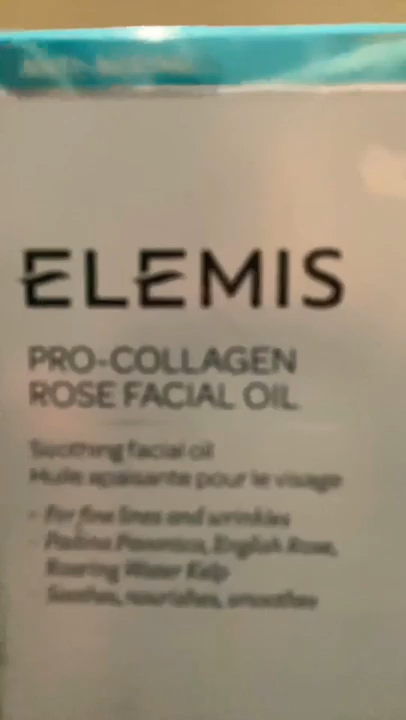 ELEMIS
PRO-COLLAGEN
ROSE FACIAL OIL
Soothing facial oil
Huile apaisante pour le visage
- For fine lines and wrinkles
- Padina Pavonica, English Rose,
Roaring Water Kelp
- Soothes, nourishes, smoothes